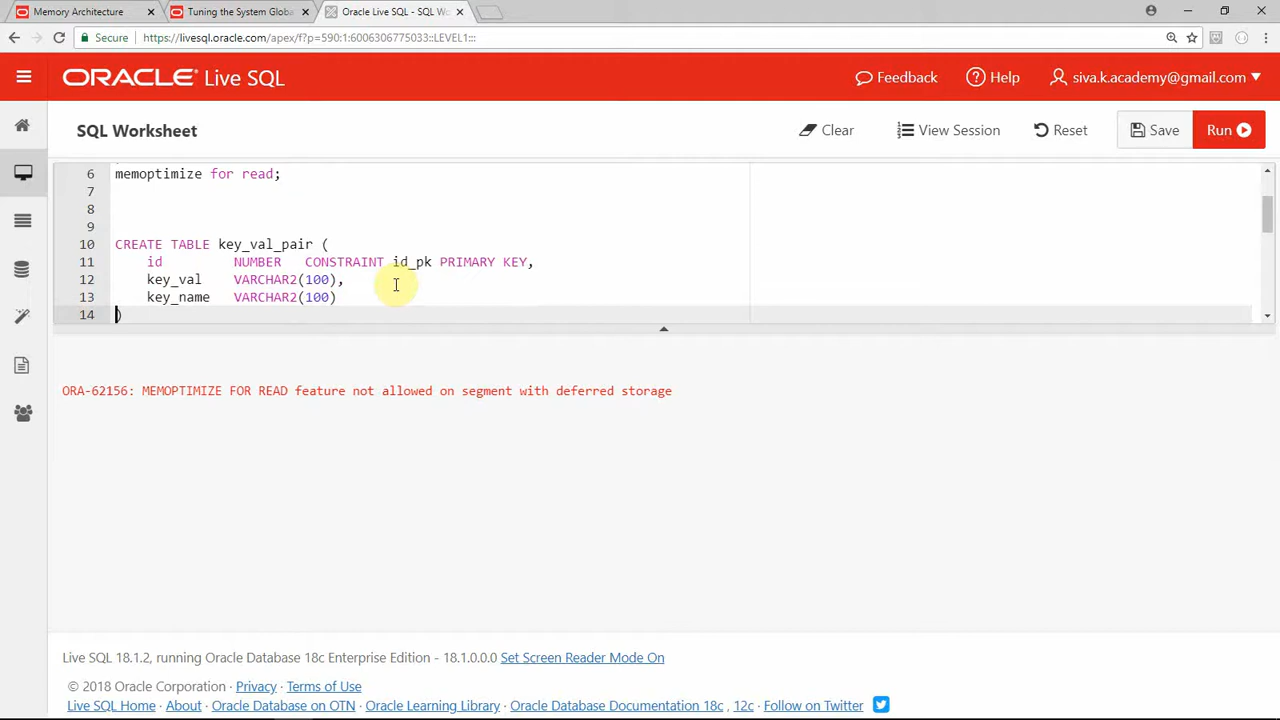 Memory Architecture
Tuning the System Globa
Oracle Live SQL - SQL Wo
Secure
https://livesql.oracle.com/apex/f?p=590:1:6006306775033::LEVEL1:::
ORACLE Live SQL
Feedback
Help
siva.k.academy@gmail.com
SQL Worksheet
Clear
View Session
Reset
Save
Run
6 memoptimize for read;
7
8
9
10 CREATE TABLE key_val_pair (
11 id NUMBER CONSTRAINT id_pk PRIMARY KEY,
12 key_val VARCHAR2(100),
13 key_name VARCHAR2(100)
14 )
ORA-62156: MEMOPTIMIZE FOR READ feature not allowed on segment with deferred storage
Live SQL 18.1.2, running Oracle Database 18c Enterprise Edition - 18.1.0.0.0 Set Screen Reader Mode On
© 2018 Oracle Corporation · Privacy · Terms of Use
Live SQL Home · About · Oracle Database on OTN · Oracle Learning Library · Oracle Database Documentation 18c, 12c · Follow on Twitter